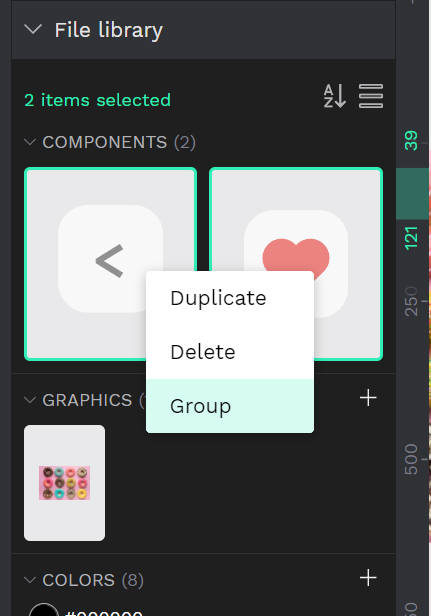 File library
2 items selected
A
Z
COMPONENTS (2)
39
121
250
Duplicate
Delete
Group
GRAPHICS (
500
COLORS (8)